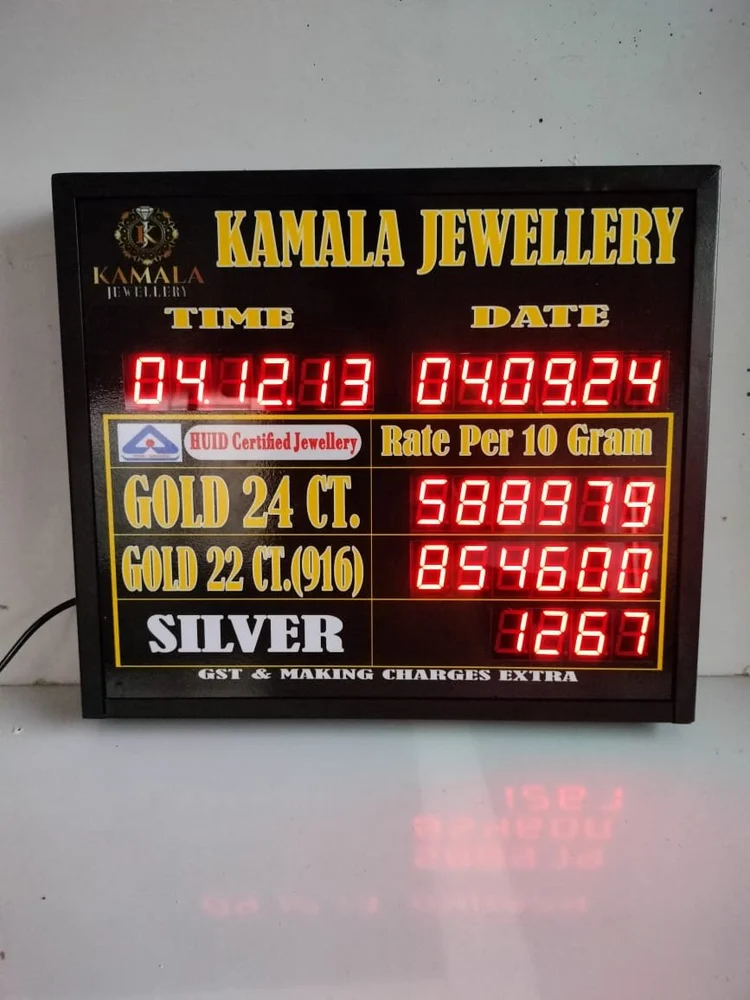 KAMALA JEWELLERY
K
KAMALA
JEWELLERY
TIME DATE
04.12.13 04.09.24
HUID Certified Jewellery Rate Per 10 Gram
GOLD 24 CT. 588979
GOLD 22 CT.(916) 854600
SILVER 1267
GST & MAKING CHARGES EXTRA